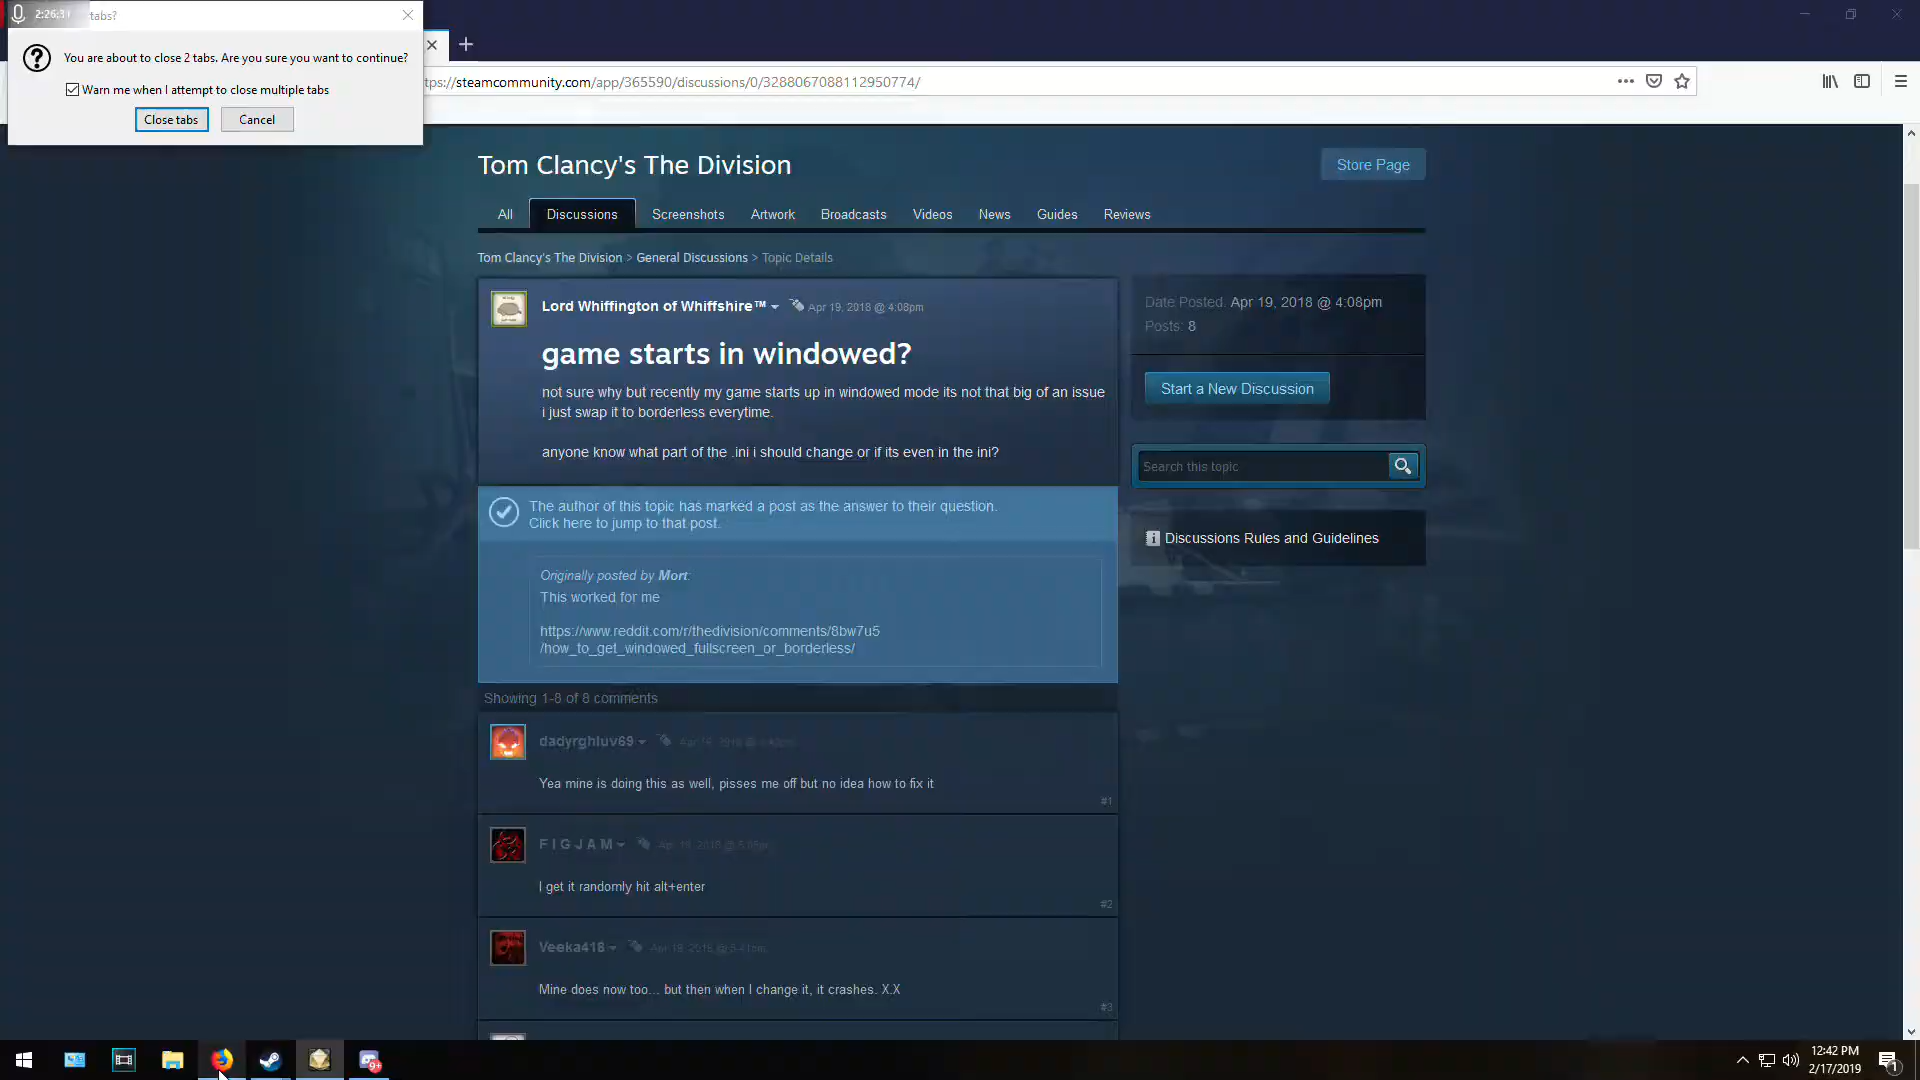 2:26:31
tabs?
You are about to close 2 tabs. Are you sure you want to continue?
Warn me when I attempt to close multiple tabs
Close tabs
Cancel
tps://steamcommunity.com/app/365590/discussions/0/3288067088112950774/
Tom Clancy's The Division
Store Page
All
Discussions
Screenshots
Artwork
Broadcasts
Videos
News
Guides
Reviews
Tom Clancy's The Division > General Discussions > Topic Details
Lord Whiffington of Whiffshire™
Apr 19, 2018 @ 4:08pm
game starts in windowed?
not sure why but recently my game starts up in windowed mode its not that big of an issue
i just swap it to borderless everytime.
anyone know what part of the .ini i should change or if its even in the ini?
Date Posted: Apr 19, 2018 @ 4:08pm
Posts: 8
Start a New Discussion
Search this topic
Discussions Rules and Guidelines
The author of this topic has marked a post as the answer to their question.
Click here to jump to that post.
Originally posted by Mort:
This worked for me
https://www.reddit.com/r/thedivision/comments/8bw7u5
/how_to_get_windowed_fullscreen_or_borderless/
Showing 1-8 of 8 comments
dadyrghluv69
Yea mine is doing this as well, pisses me off but no idea how to fix it
#1
F I G J A M
I get it randomly hit alt+enter
#2
Veeka418
Mine does now too... but then when I change it, it crashes. X.X
#3
9+
12:42 PM
2/17/2019
1